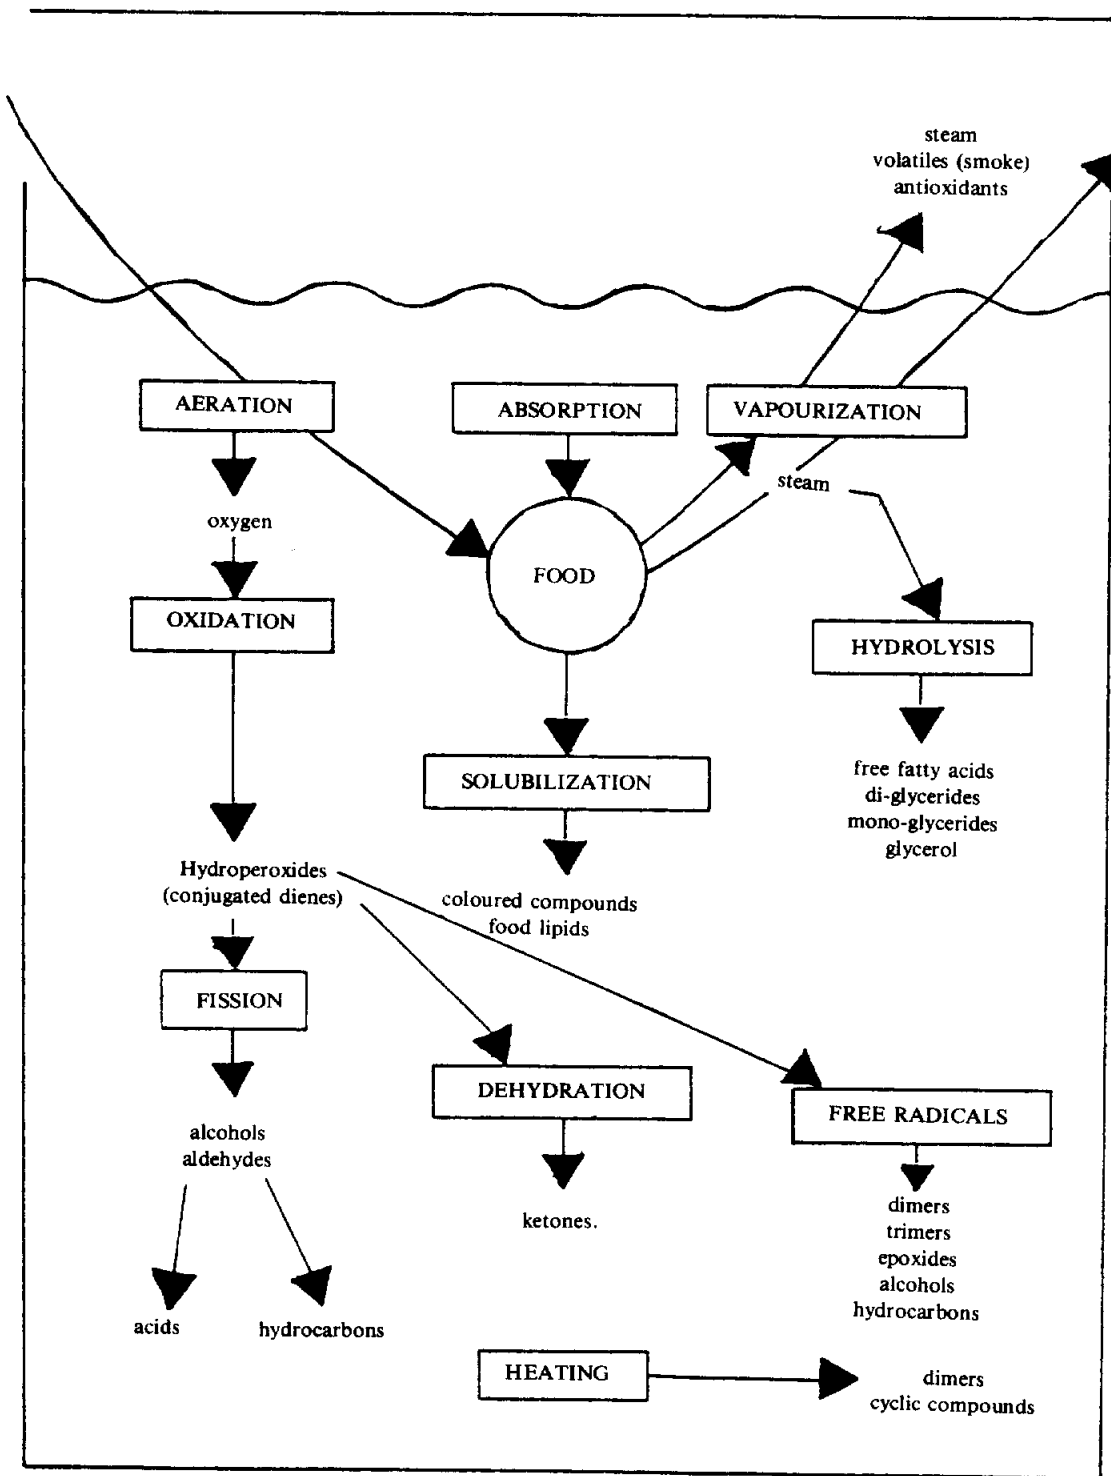 steam
volatiles (smoke)
antioxidants
AERATION
ABSORPTION
VAPOURIZATION
steam
oxygen
FOOD
OXIDATION
HYDROLYSIS
SOLUBILIZATION
free fatty acids
di-glycerides
mono-glycerides
glycerol
Hydroperoxides
(conjugated dienes)
coloured compounds
food lipids
FISSION
DEHYDRATION
FREE RADICALS
alcohols
aldehydes
ketones.
dimers
trimers
epoxides
alcohols
hydrocarbons
acids
hydrocarbons
HEATING
dimers
cyclic compounds